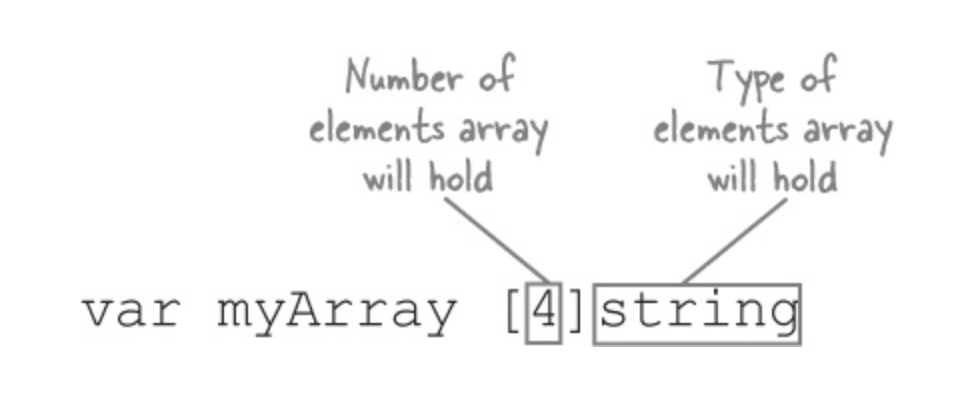 Number of
elements array
will hold
Type of
elements array
will hold
var myArray [4]string